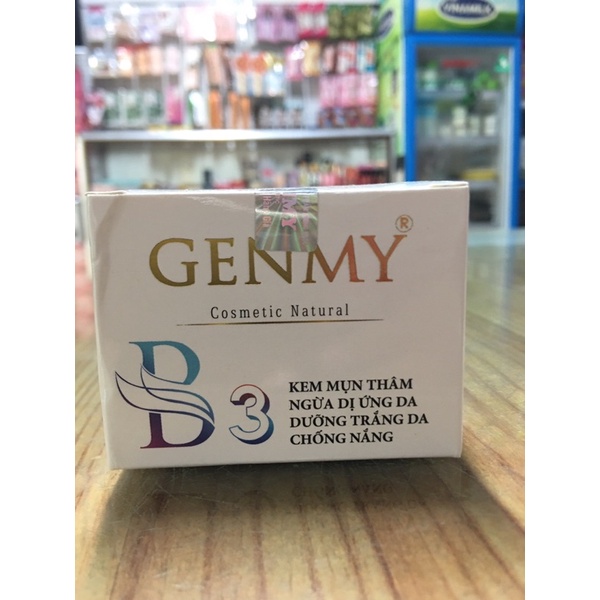 GENMY®
Cosmetic Natural
B3
KEM MỤN THÂM
NGỪA DỊ ỨNG DA
DƯỠNG TRẮNG DA
CHỐNG NẮNG